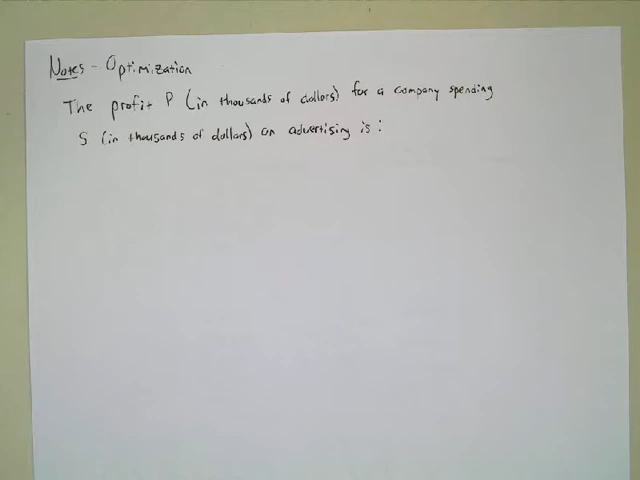 Notes - Optimization
The profit P (in thousands of dollars) for a company spending
S (in thousands of dollars) on advertising is: